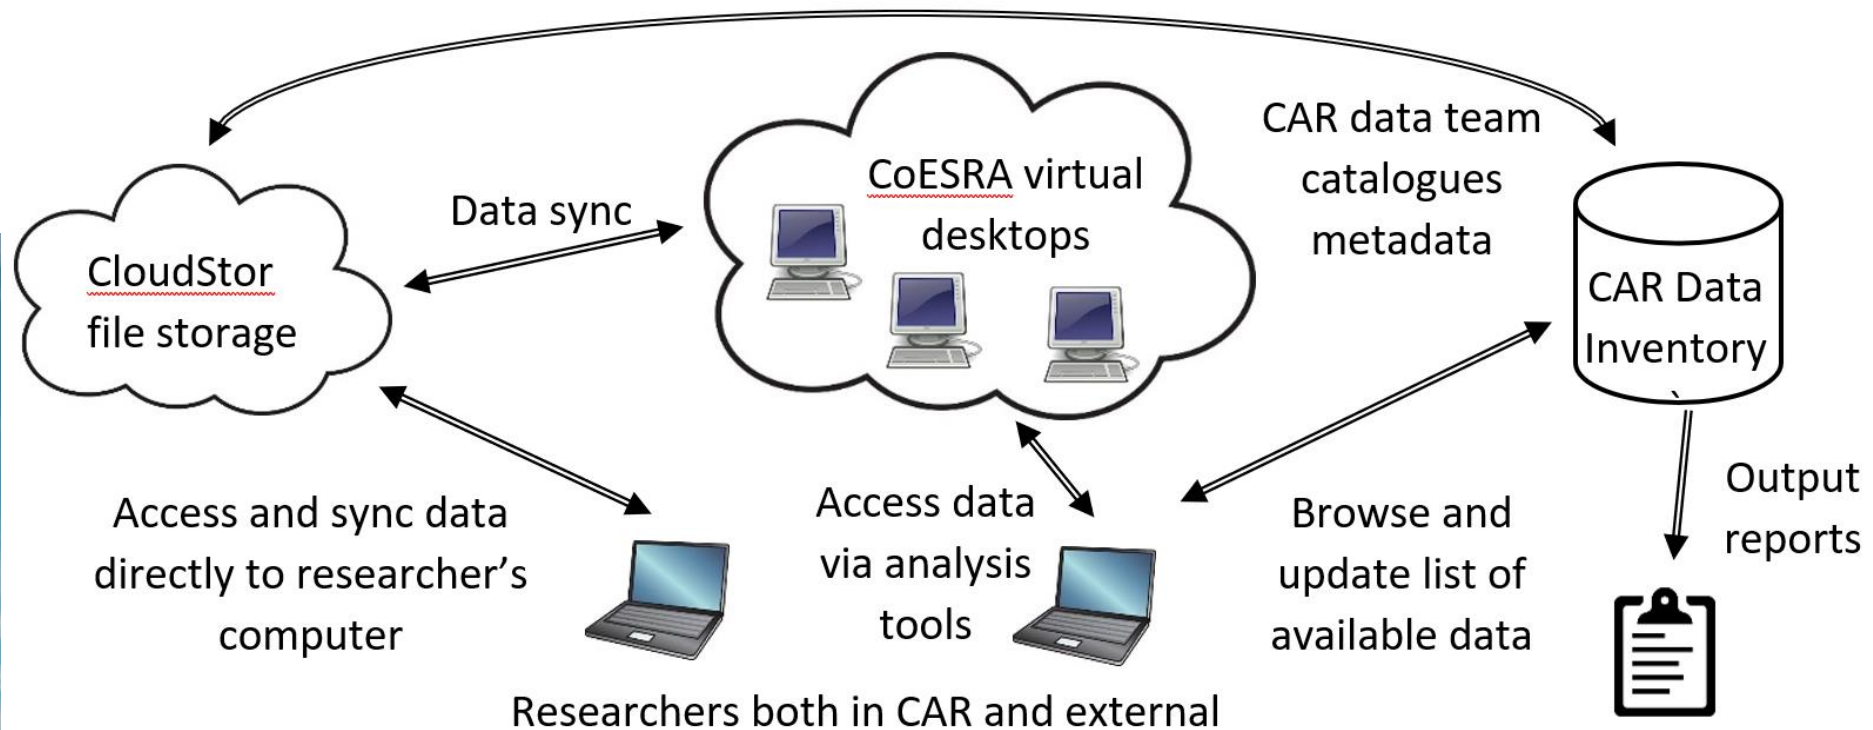 CloudStor
file storage
Data sync
CoESRA virtual
desktops
CAR data team
catalogues
metadata
CAR Data
Inventory
`
Access and sync data
directly to researcher’s
computer
Access data
via analysis
tools
Browse and
update list of
available data
Output
reports
Researchers both in CAR and external